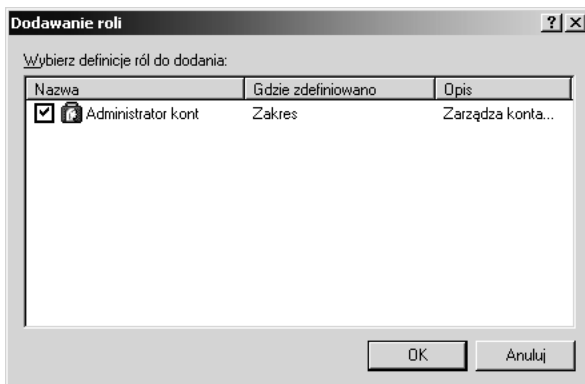 Dodawanie roli
Wybierz definicje ról do dodania:
Nazwa Gdzie zdefiniowano Opis
Administrator kont Zakres Zarządza konta...
OK Anuluj